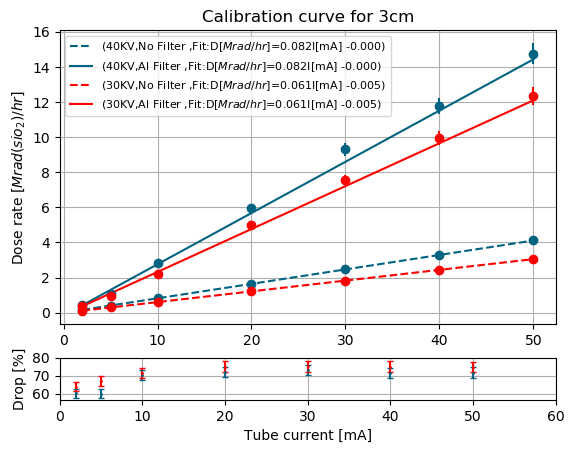 Calibration curve for 3cm
(40KV,No Filter ,Fit:D[Mrad/hr]=0.082I[mA] -0.000)
(40KV,Al Filter ,Fit:D[Mrad/hr]=0.082I[mA] -0.000)
(30KV,No Filter ,Fit:D[Mrad/hr]=0.061I[mA] -0.005)
(30KV,Al Filter ,Fit:D[Mrad/hr]=0.061I[mA] -0.005)
Dose rate [Mrad(sio₂)/hr]
16
14
12
10
8
6
4
2
0
0 10 20 30 40 50
Drop [%]
80
70
60
0 10 20 30 40 50 60
Tube current [mA]